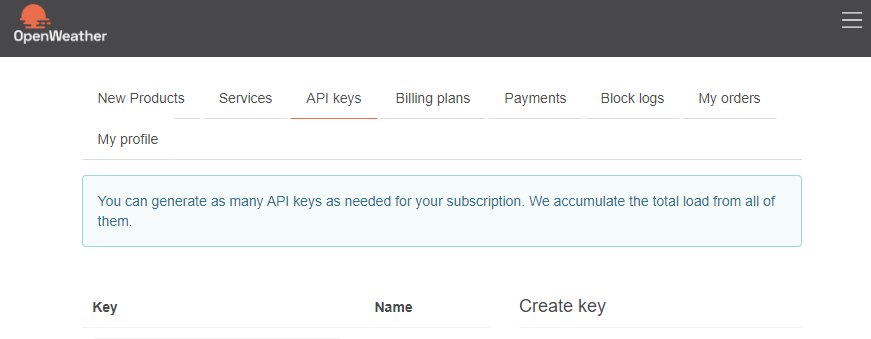 OpenWeather
New Products Services API keys Billing plans Payments Block logs My orders
My profile
You can generate as many API keys as needed for your subscription. We accumulate the total load from all of
them.
Key Name Create key